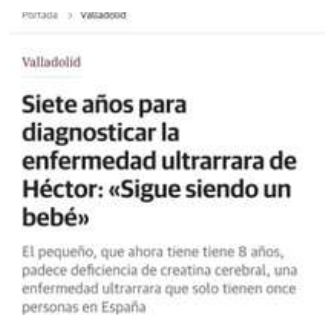 Portada > Valladolid
Valladolid
Siete años para
diagnosticar la
enfermedad ultrarrara de
Héctor: «Sigue siendo un
bebé»
El pequeño, que ahora tiene tiene 8 años,
padece deficiencia de creatina cerebral, una
enfermedad ultrarrara que solo tienen once
personas en España